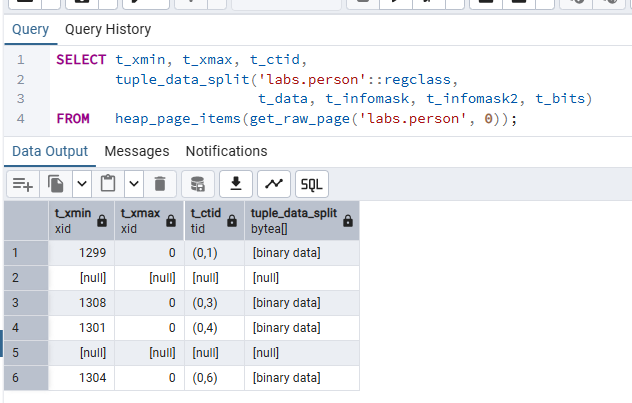 Query Query History
1 SELECT t_xmin, t_xmax, t_ctid,
2 tuple_data_split('labs.person'::regclass,
3 t_data, t_infomask, t_infomask2, t_bits)
4 FROM heap_page_items(get_raw_page('labs.person', 0));
Data Output Messages Notifications
SQL
t_xmin t_xmax t_ctid tuple_data_split
xid xid tid bytea[]
1 1299 0 (0,1) [binary data]
2 [null] [null] [null] [null]
3 1308 0 (0,3) [binary data]
4 1301 0 (0,4) [binary data]
5 [null] [null] [null] [null]
6 1304 0 (0,6) [binary data]